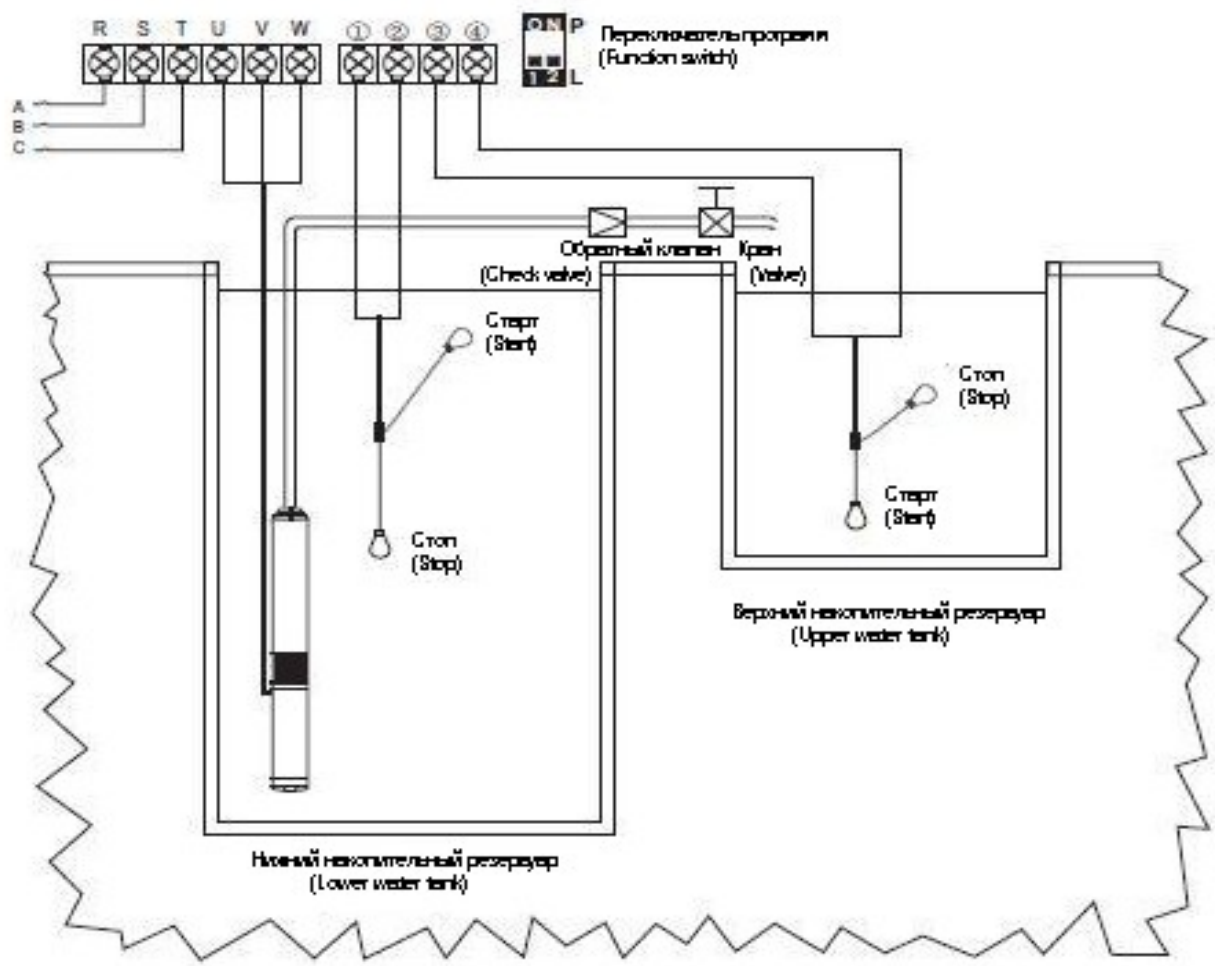 R S T U V W ① ② ③ ④
ON P
1 2 L
Переключатель программ
(Function switch)
A
B
C
Обратный клапан
(Check valve)
Кран
(Valve)
Старт
(Start)
Стоп
(Stop)
Стоп
(Stop)
Старт
(Start)
Верхний накопительный резервуар
(Upper water tank)
Нижний накопительный резервуар
(Lower water tank)